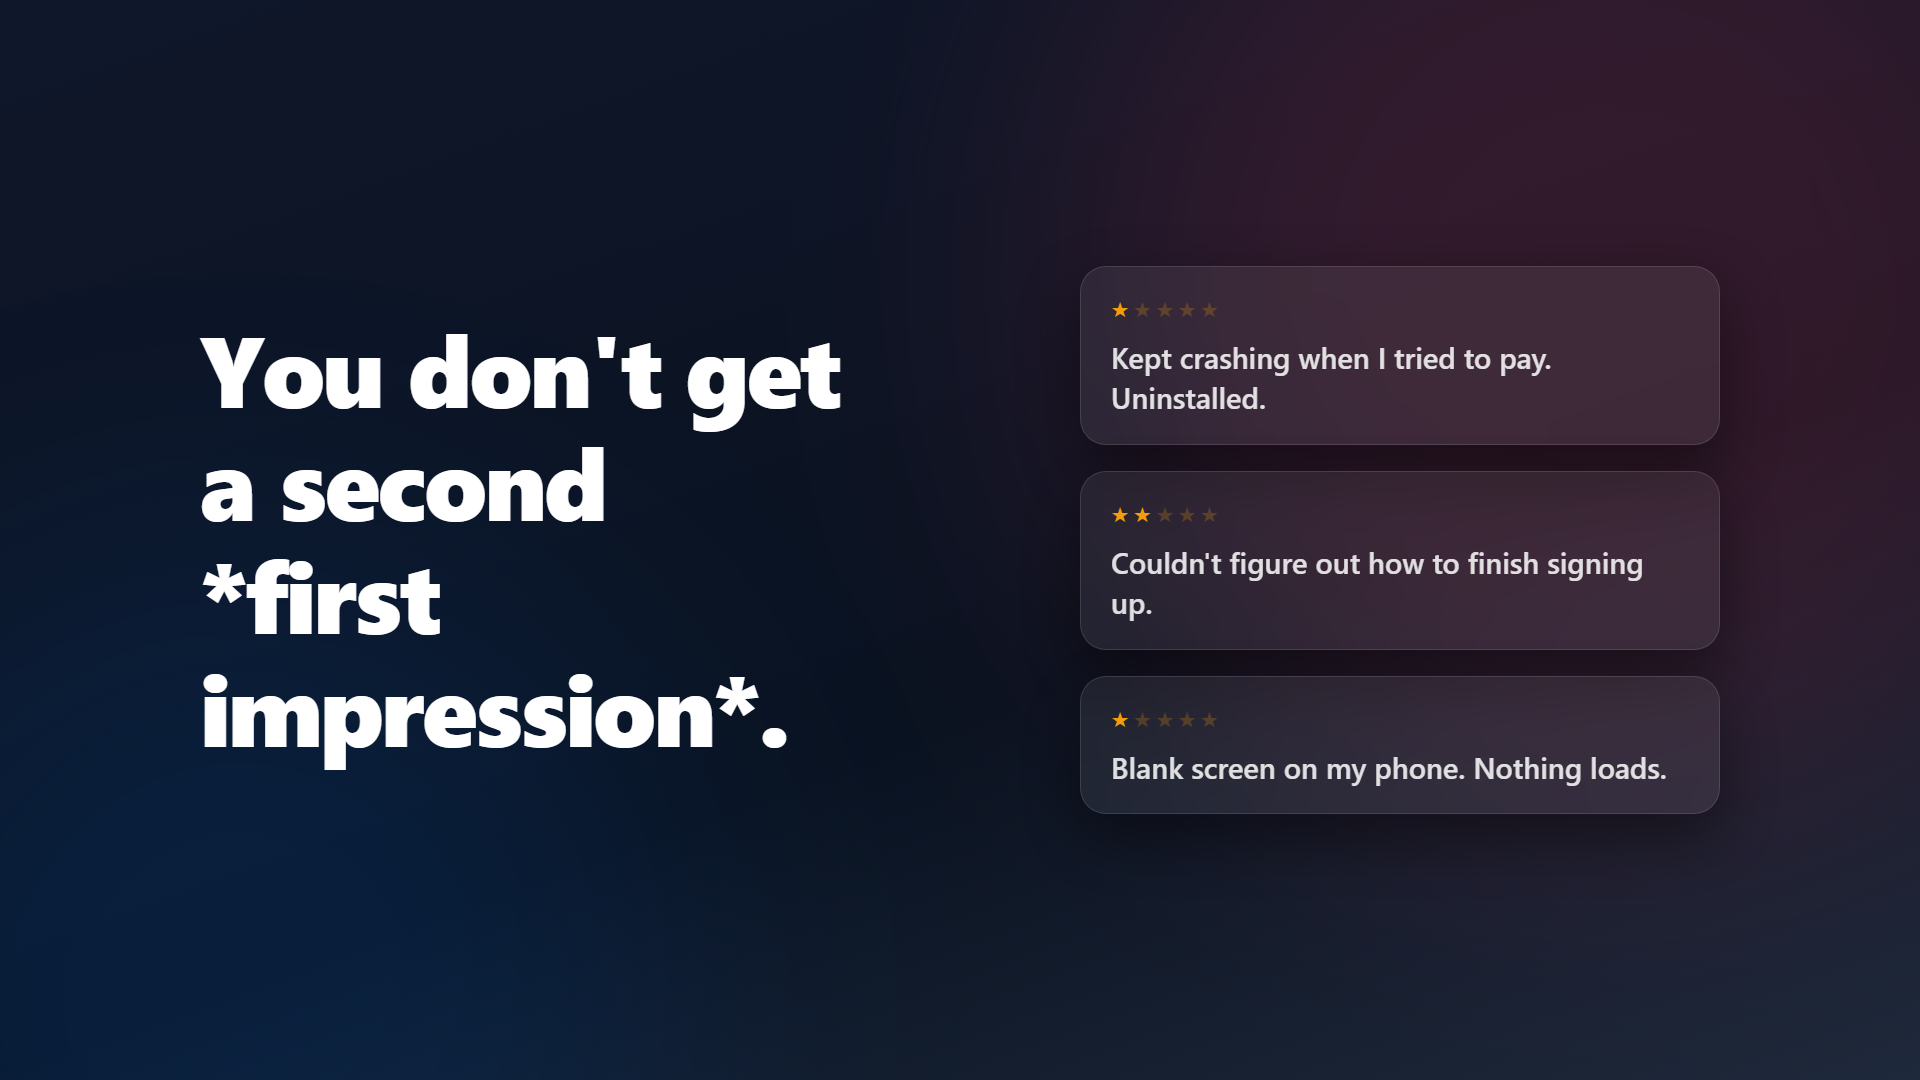 You don't get
a second
*first
impression*.
★★★★★
Kept crashing when I tried to pay.
Uninstalled.
★★★★★
Couldn't figure out how to finish signing
up.
★★★★★
Blank screen on my phone. Nothing loads.